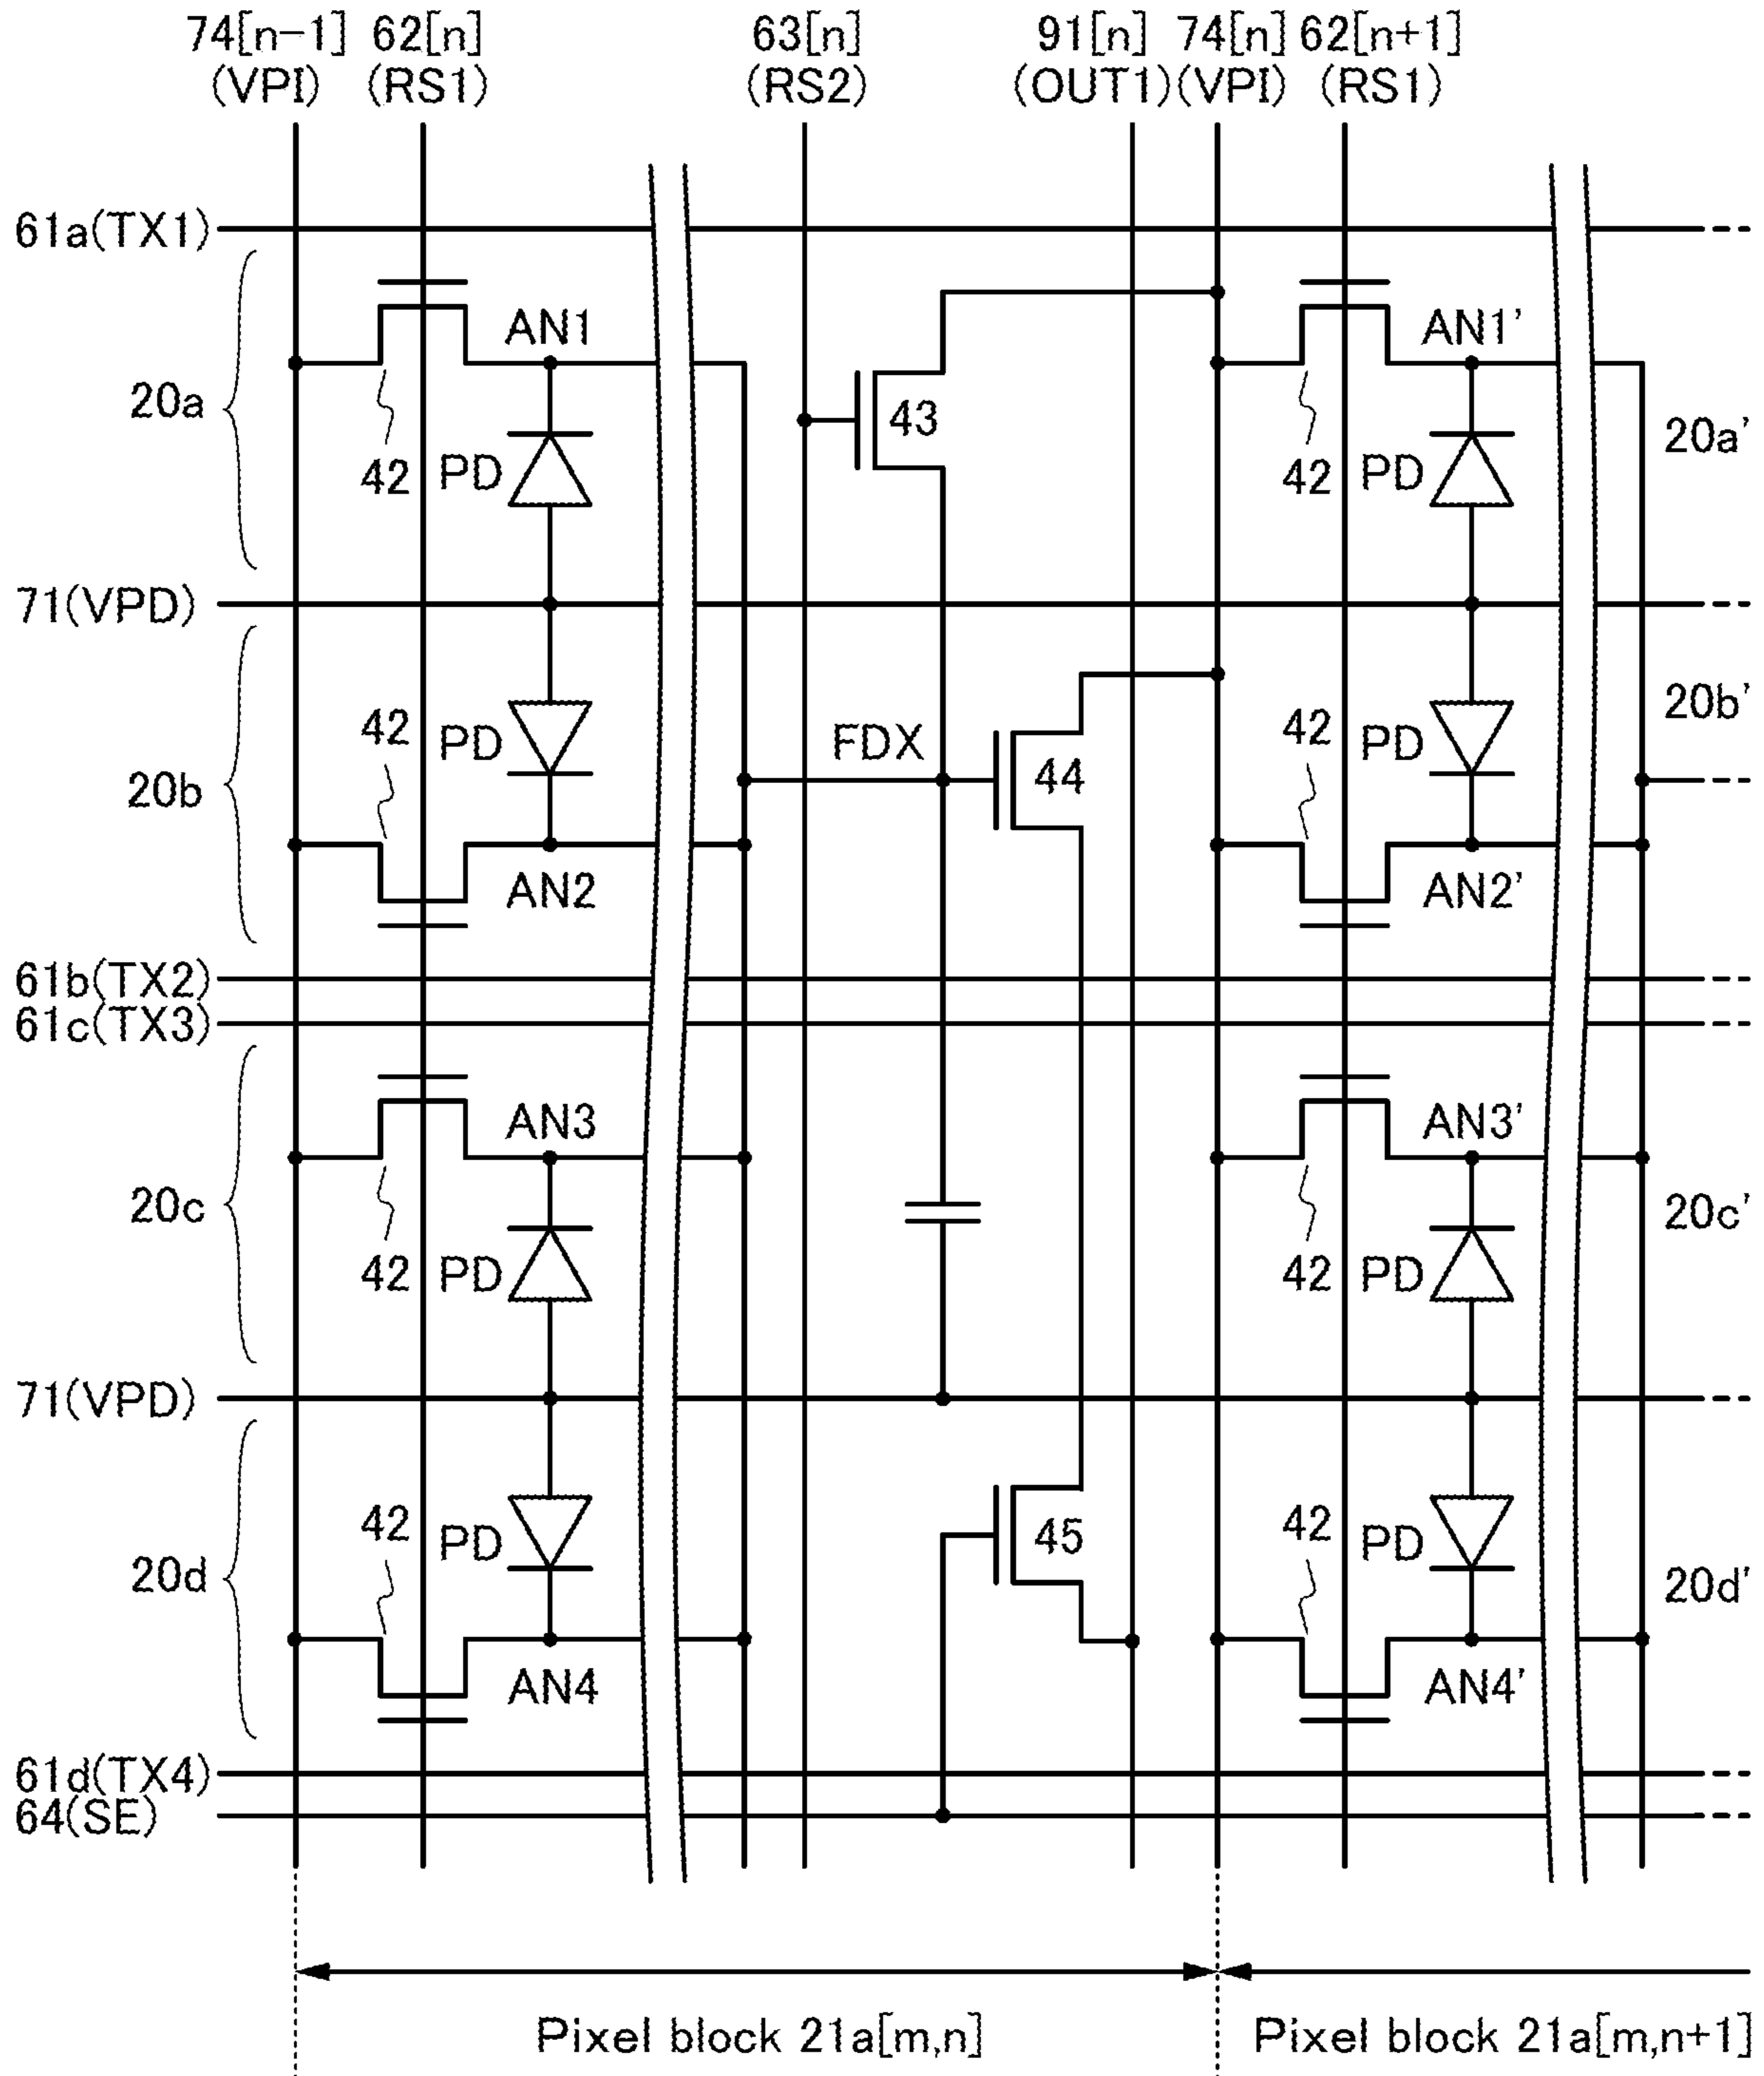 74[n-1] 62[n] 63[n] 91[n] 74[n] 62[n+1]
(VPI) (RS1) (RS2) (OUT1) (VPI) (RS1)
61a(TX1)
AN1 AN1'
20a 43 20a'
42 PD 42 PD
71(VPD)
42 PD FDX 44 42 PD 20b'
20b
AN2 AN2'
61b(TX2)
61c(TX3)
AN3 AN3'
20c 20c'
42 PD 42 PD
71(VPD)
42 PD 45 42 PD
20d 20d'
AN4 AN4'
61d(TX4)
64(SE)
Pixel block 21a[m,n] Pixel block 21a[m,n+1]